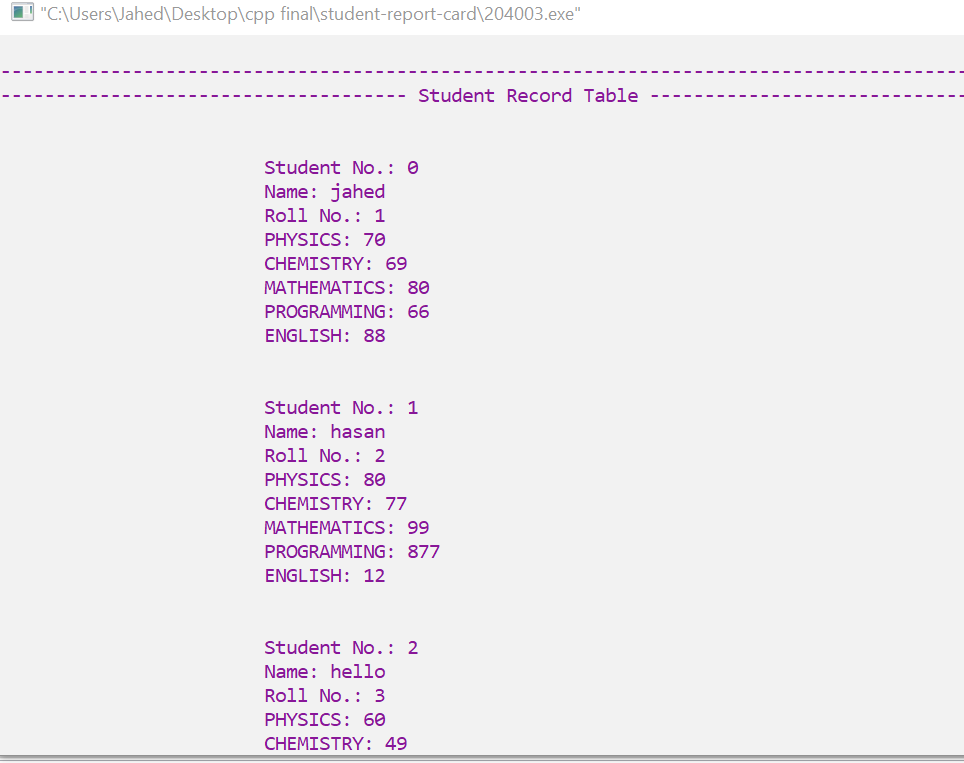 "C:\Users\Jahed\Desktop\cpp final\student-report-card\204003.exe"
----------------------------------------------------------------------------------------
------------------------------------- Student Record Table -----------------------------
Student No.: 0
Name: jahed
Roll No.: 1
PHYSICS: 70
CHEMISTRY: 69
MATHEMATICS: 80
PROGRAMMING: 66
ENGLISH: 88
Student No.: 1
Name: hasan
Roll No.: 2
PHYSICS: 80
CHEMISTRY: 77
MATHEMATICS: 99
PROGRAMMING: 877
ENGLISH: 12
Student No.: 2
Name: hello
Roll No.: 3
PHYSICS: 60
CHEMISTRY: 49